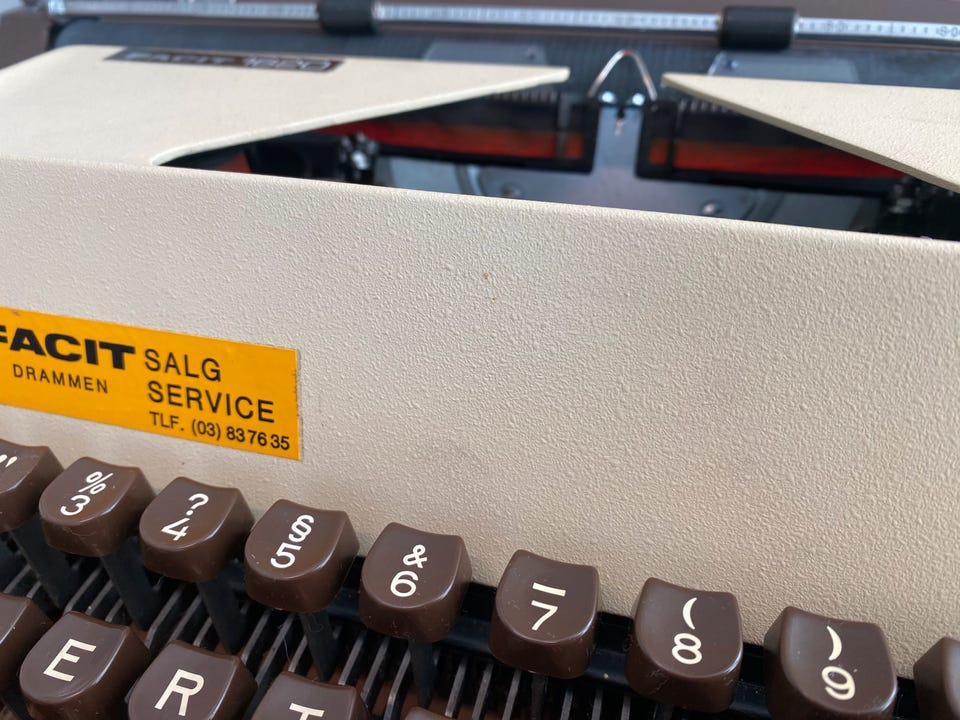 FACIT SALG
DRAMMEN SERVICE
TLF. (03) 83 76 35
" % ? § & _ ( )
3 4 5 6 7 8 9
E R T